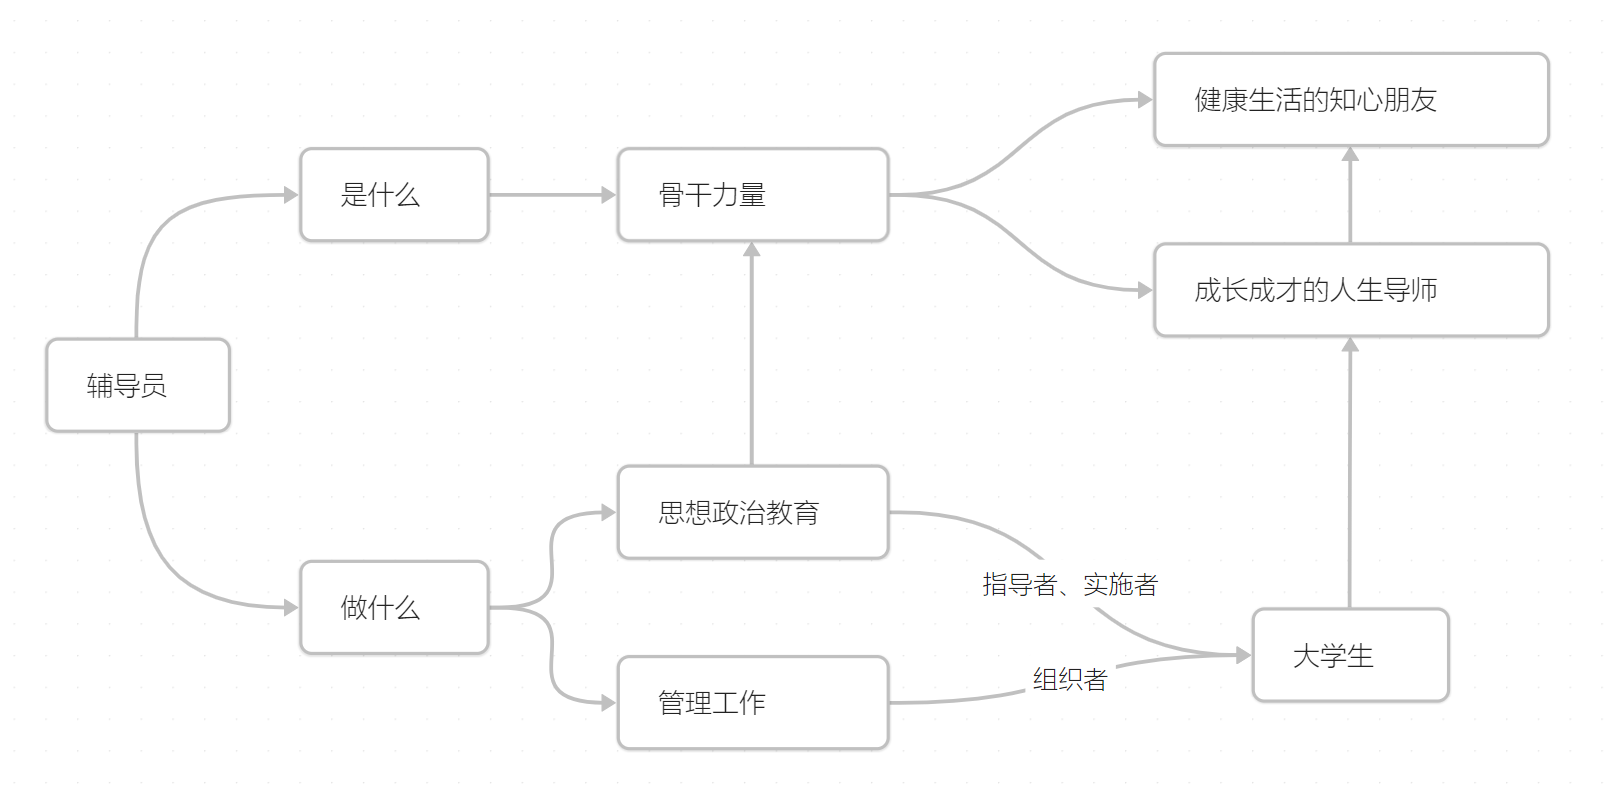 健康生活的知心朋友
是什么
骨干力量
成长成才的人生导师
辅导员
思想政治教育
指导者、实施者
做什么
大学生
组织者
管理工作